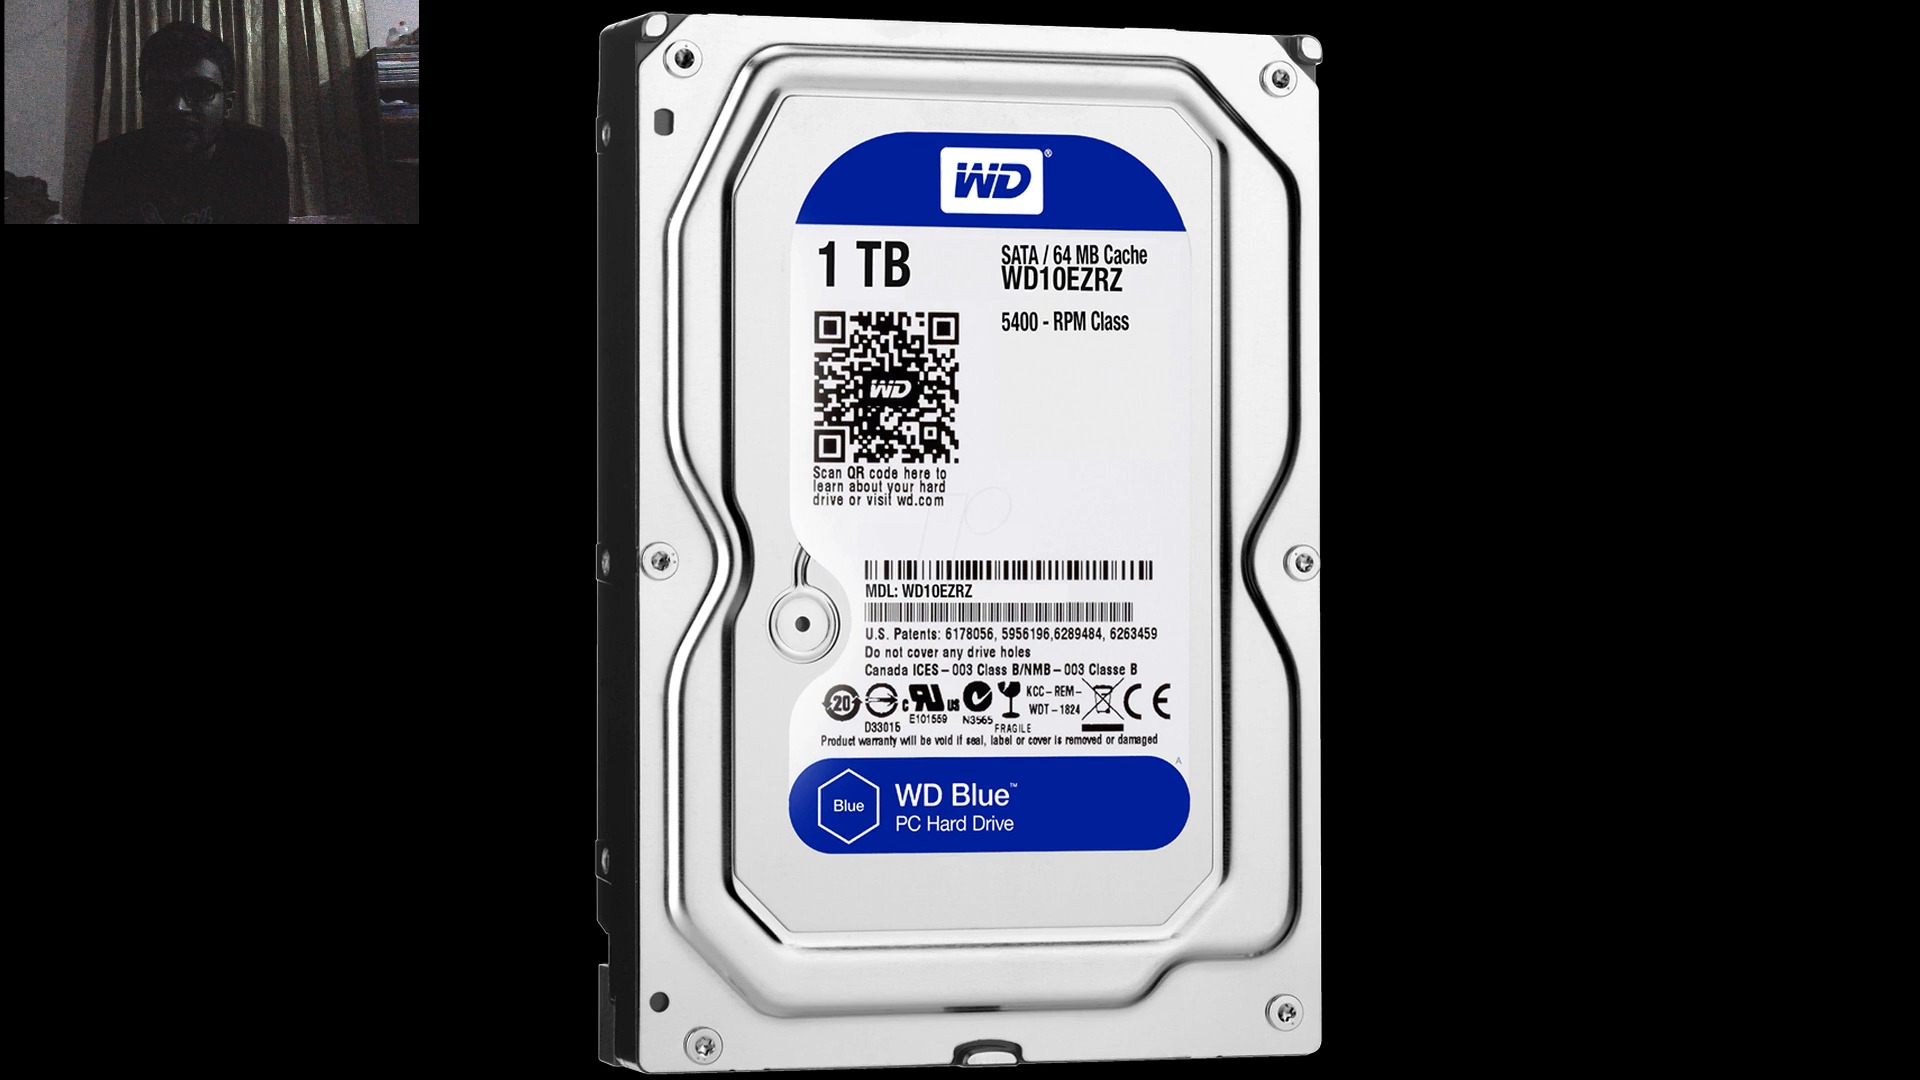 WD®
1 TB
SATA / 64 MB Cache
WD10EZRZ
5400 - RPM Class
WD
Scan QR code here to
learn about your hard
drive or visit wd.com
MDL: WD10EZRZ
U.S. Patents: 6178056, 5956196,6289484, 6263459
Do not cover any drive holes
Canada ICES-003 Class B/NMB-003 Classe B
20
c UR US
KCC-REM-
WDT-1824
CE
D33015
E101559
N3565
FRAGILE
Product warranty will be void if seal, label or cover is removed or damaged
A
Blue
WD Blue™
PC Hard Drive